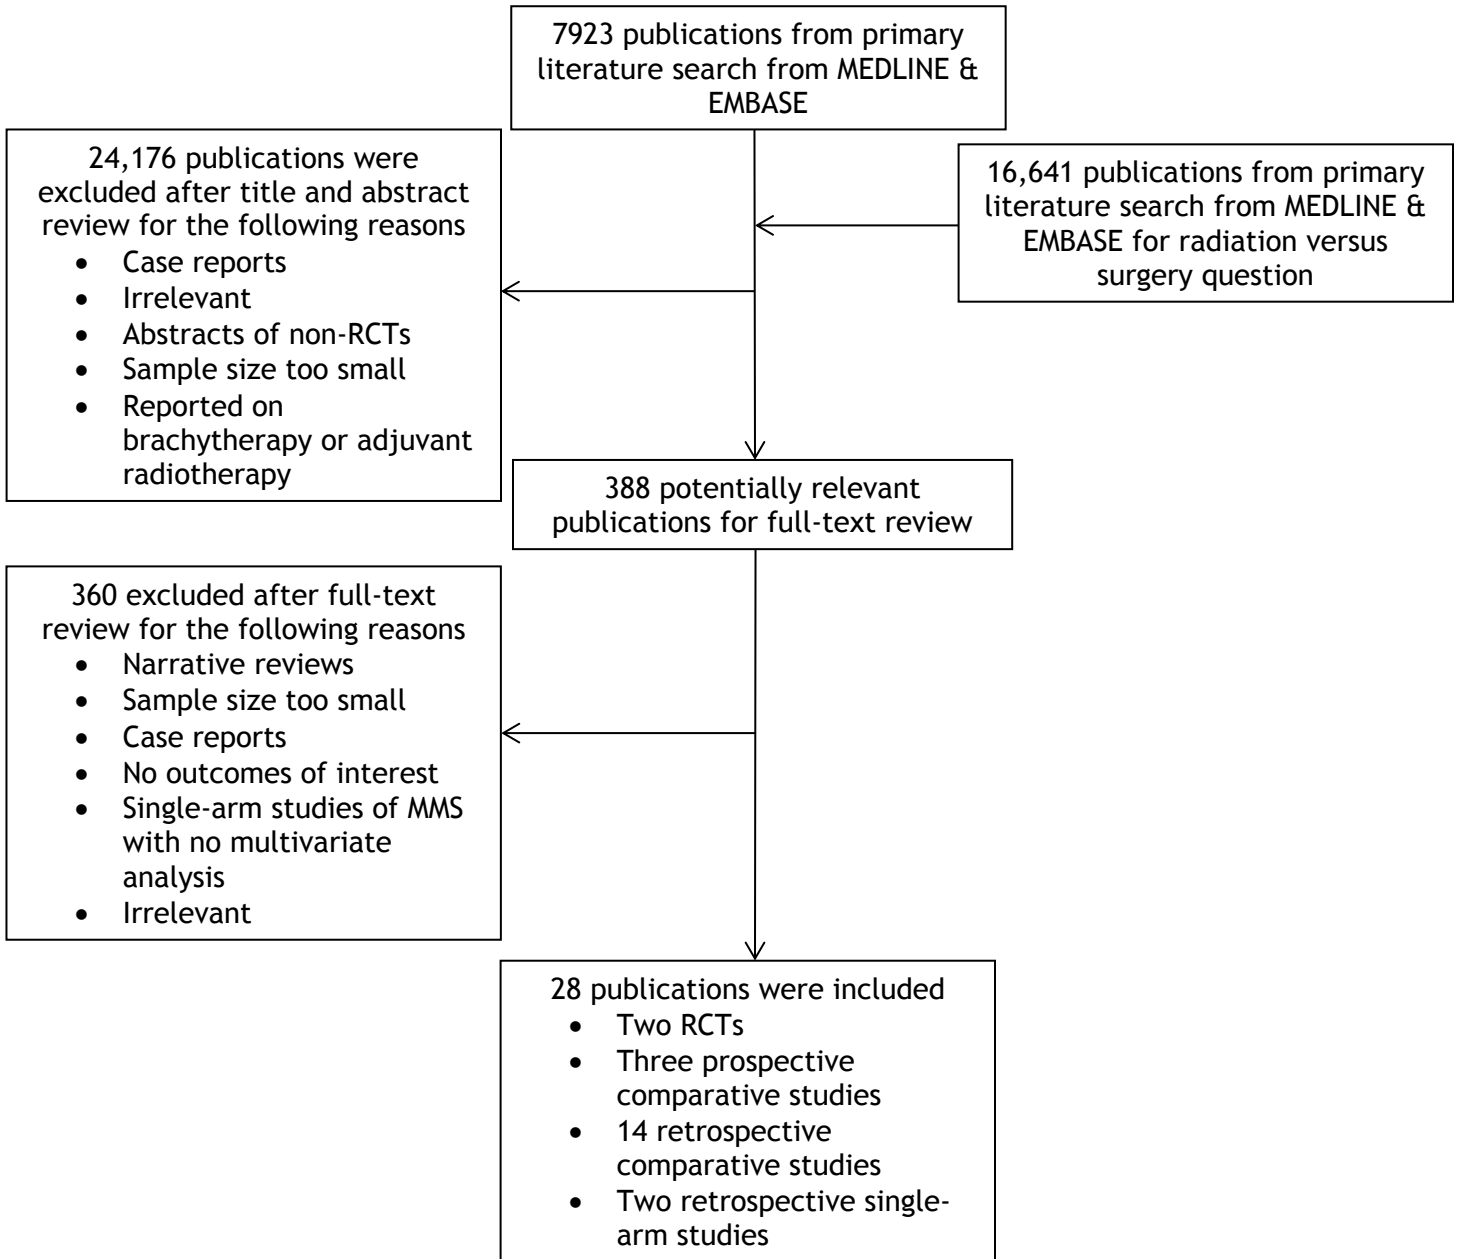 7923 publications from primary
literature search from MEDLINE &
EMBASE
24,176 publications were
excluded after title and abstract
review for the following reasons
• Case reports
• Irrelevant
• Abstracts of non-RCTs
• Sample size too small
• Reported on
brachytherapy or adjuvant
radiotherapy
16,641 publications from primary
literature search from MEDLINE &
EMBASE for radiation versus
surgery question
388 potentially relevant
publications for full-text review
360 excluded after full-text
review for the following reasons
• Narrative reviews
• Sample size too small
• Case reports
• No outcomes of interest
• Single-arm studies of MMS
with no multivariate
analysis
• Irrelevant
28 publications were included
• Two RCTs
• Three prospective
comparative studies
• 14 retrospective
comparative studies
• Two retrospective single-
arm studies